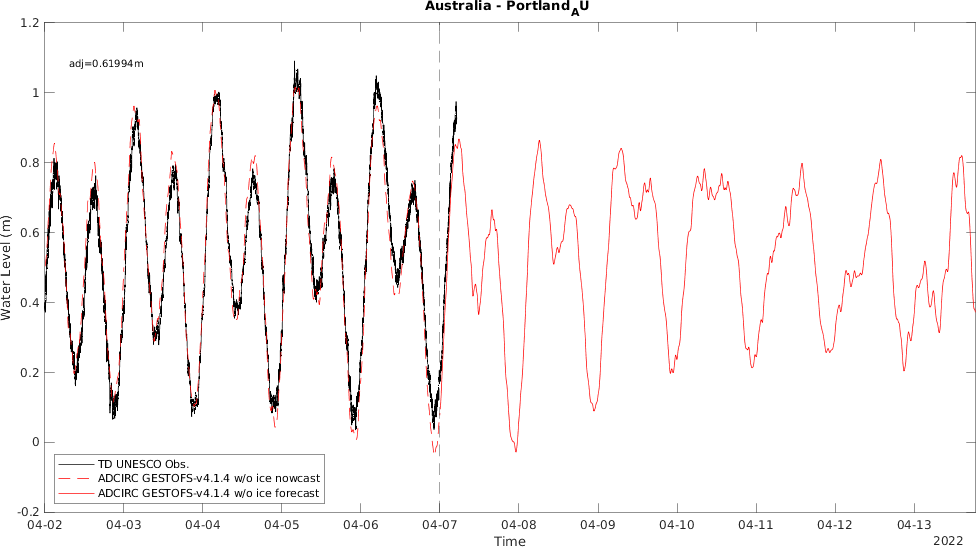 Australia - Portland_AU
adj=0.61994m
1.2
1
0.8
0.6
0.4
0.2
0
-0.2
Water Level (m)
TD UNESCO Obs.
ADCIRC GESTOFS-v4.1.4 w/o ice nowcast
ADCIRC GESTOFS-v4.1.4 w/o ice forecast
04-02 04-03 04-04 04-05 04-06 04-07 04-08 04-09 04-10 04-11 04-12 04-13
Time
2022